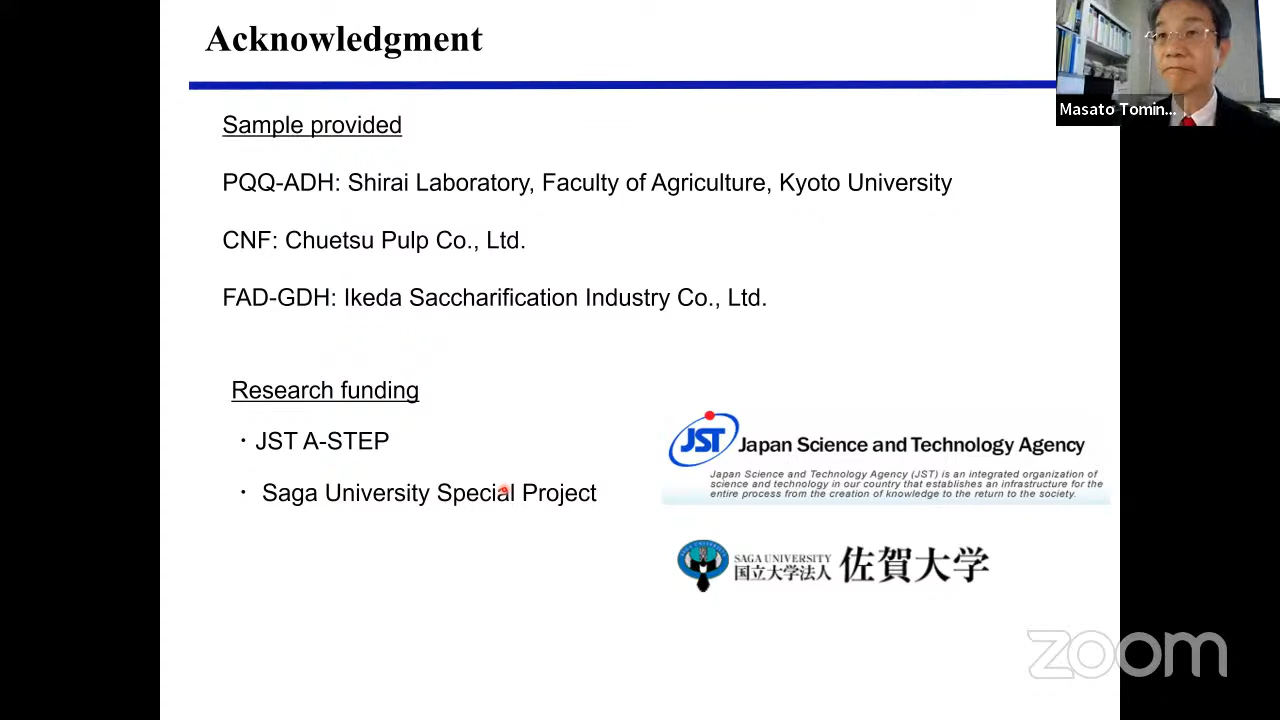 Acknowledgment
Masato Tomin...
Sample provided
PQQ-ADH: Shirai Laboratory, Faculty of Agriculture, Kyoto University
CNF: Chuetsu Pulp Co., Ltd.
FAD-GDH: Ikeda Saccharification Industry Co., Ltd.
Research funding
・JST A-STEP
・ Saga University Special Project
JST Japan Science and Technology Agency
Japan Science and Technology Agency (JST) is an integrated organization of
science and technology in our country that establishes an infrastructure for the
entire process from the creation of knowledge to the return to the society.
SAGA UNIVERSITY
国立大学法人 佐賀大学
zoom